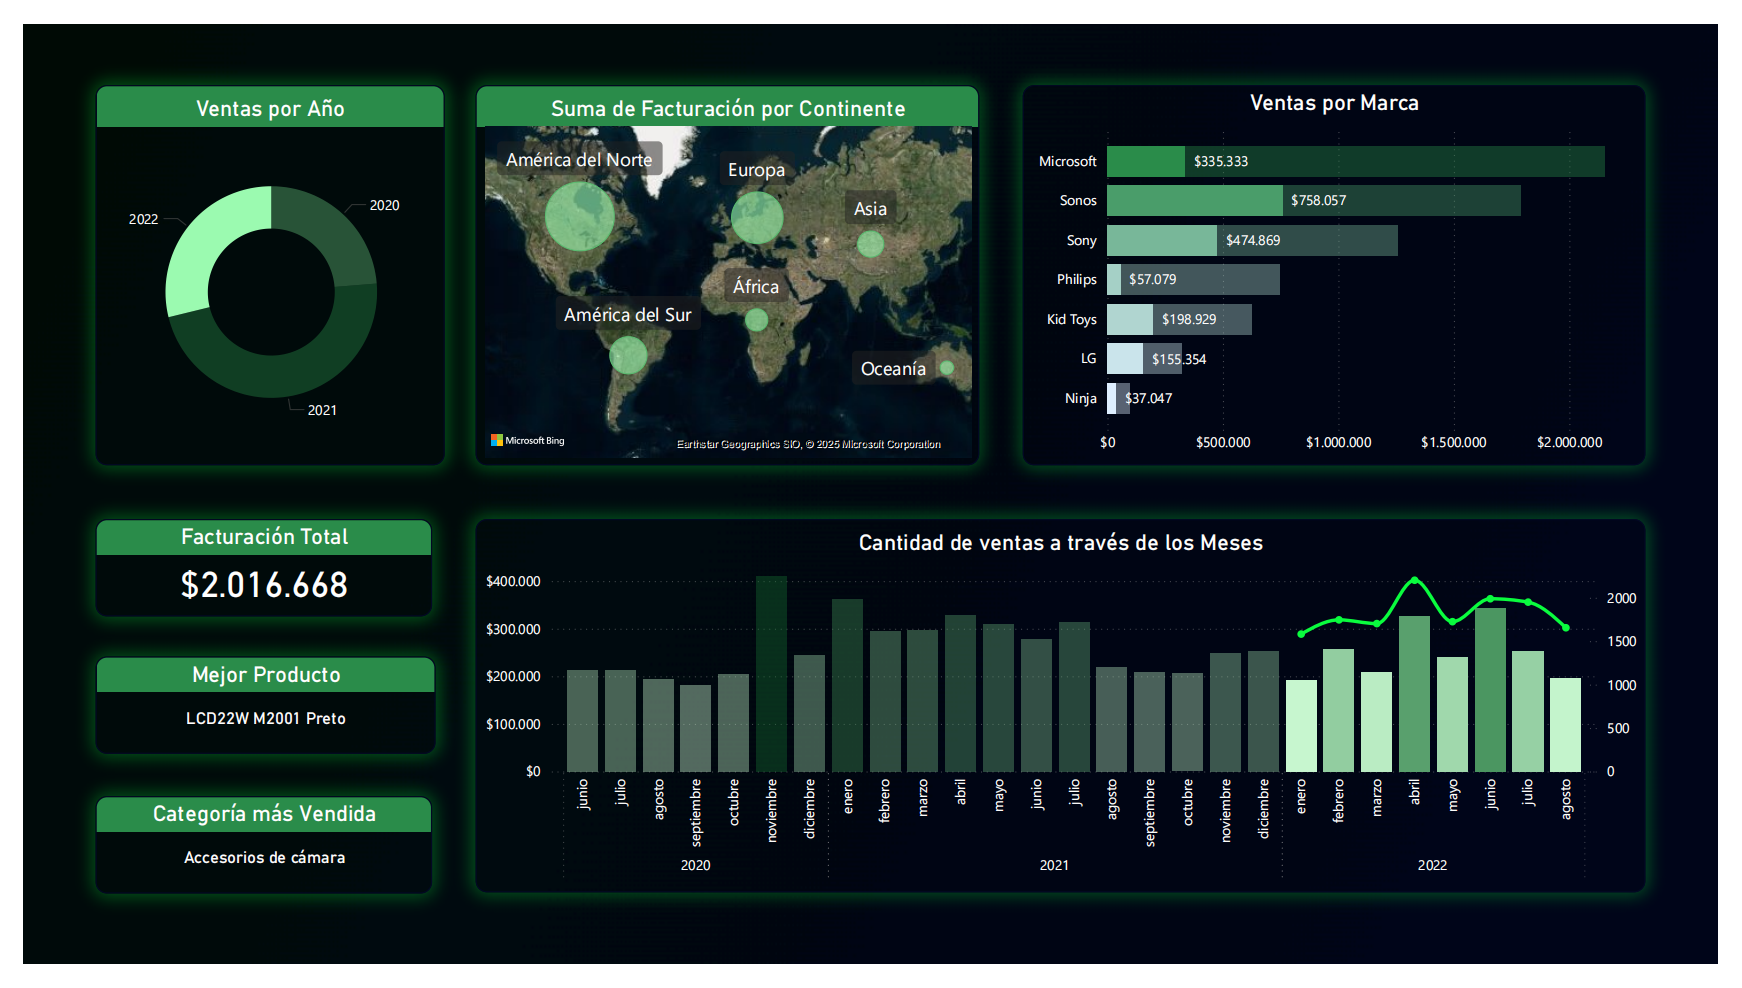 Ventas por Año
2022
2020
2021
Suma de Facturación por Continente
América del Norte
Europa
Asia
África
América del Sur
Oceanía
Microsoft Bing
Earthstar Geographics SIO, © 2025 Microsoft Corporation
Ventas por Marca
Microsoft $335.333
Sonos $758.057
Sony $474.869
Philips $57.079
Kid Toys $198.929
LG $155.354
Ninja $37.047
$0 $500.000 $1.000.000 $1.500.000 $2.000.000
Facturación Total
$2.016.668
Mejor Producto
LCD22W M2001 Preto
Categoría más Vendida
Accesorios de cámara
Cantidad de ventas a través de los Meses
$400.000
$300.000
$200.000
$100.000
$0
2000
1500
1000
500
0
junio julio agosto septiembre octubre noviembre diciembre enero febrero marzo abril mayo junio julio agosto septiembre octubre noviembre diciembre enero febrero marzo abril mayo junio julio agosto
2020 2021 2022